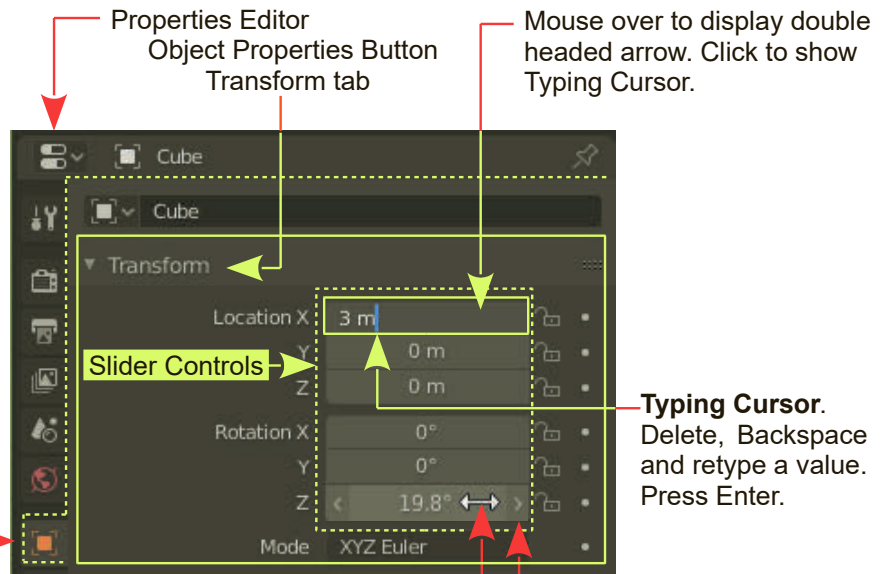 Properties Editor
Object Properties Button
Transform tab
Mouse over to display double
headed arrow. Click to show
Typing Cursor.
Cube
Cube
Transform
Location X 3 m
Y 0 m
Slider Controls
Z 0 m
Rotation X 0°
Y 0°
Z 19.8°
Mode XYZ Euler
Typing Cursor.
Delete, Backspace
and retype a value.
Press Enter.